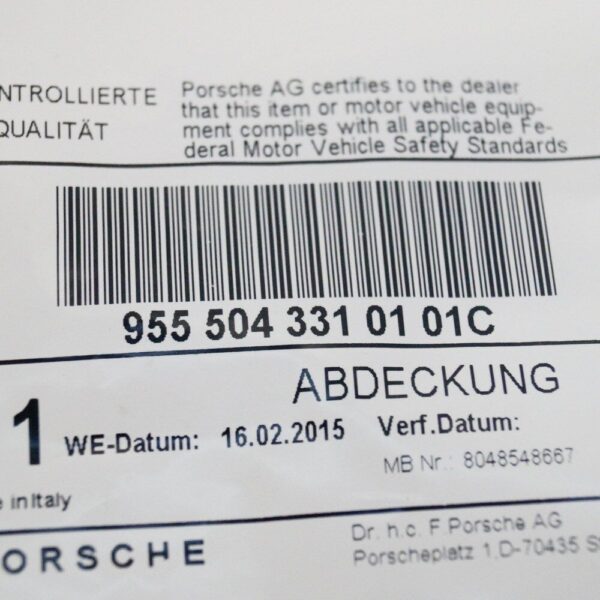 NTROLLIERTE
QUALITÄT
Porsche AG certifies to the dealer
that this item or motor vehicle equip-
ment complies with all applicable Fe-
deral Motor Vehicle Safety Standards
955 504 331 01 01C
ABDECKUNG
1 WE-Datum: 16.02.2015 Verf.Datum:
MB Nr.: 8048548667
e in Italy
ORSCHE
Dr. h.c. F.Porsche AG
Porscheplatz 1,D-70435 S